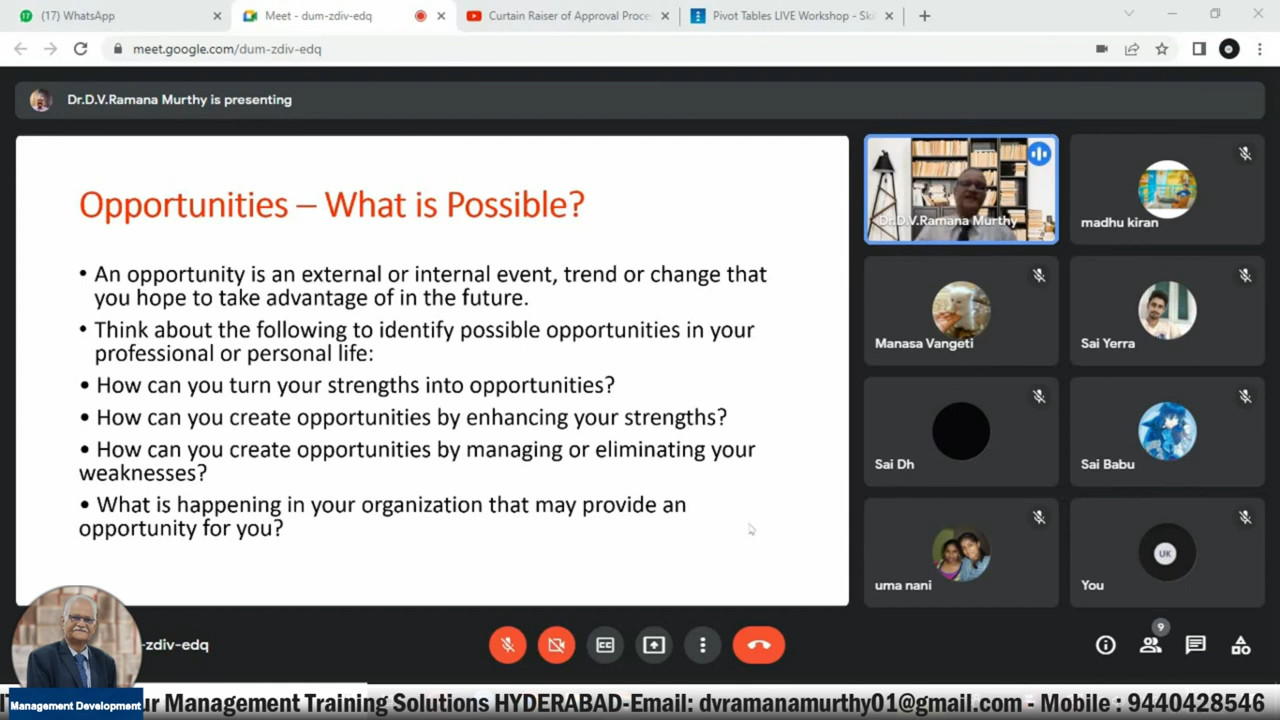 (17) WhatsApp
Meet - dum-zdiv-edq
Curtain Raiser of Approval Proce
Pivot Tables LIVE Workshop - Ski
meet.google.com/dum-zdiv-edq
Dr.D.V.Ramana Murthy is presenting
Opportunities – What is Possible?
• An opportunity is an external or internal event, trend or change that
you hope to take advantage of in the future.
• Think about the following to identify possible opportunities in your
professional or personal life:
• How can you turn your strengths into opportunities?
• How can you create opportunities by enhancing your strengths?
• How can you create opportunities by managing or eliminating your
weaknesses?
• What is happening in your organization that may provide an
opportunity for you?
Dr.D.V.Ramana Murthy
madhu kiran
Manasa Vangeti
Sai Yerra
Sai Dh
Sai Babu
uma nani
UK
You
-zdiv-edq
CC
9
Management Development
ur Management Training Solutions HYDERABAD-Email: dvramanamurthy01@gmail.com - Mobile : 9440428546